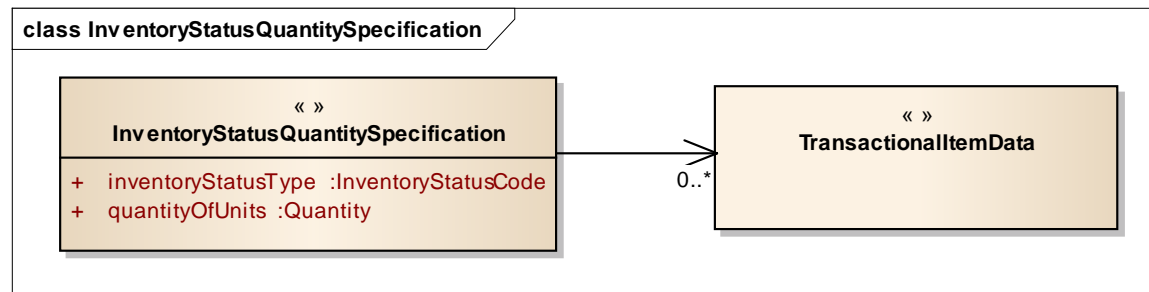 class InventoryStatusQuantitySpecification
« »
InventoryStatusQuantitySpecification
+ inventoryStatusType :InventoryStatusCode
+ quantityOfUnits :Quantity
« »
TransactionalItemData
0..*